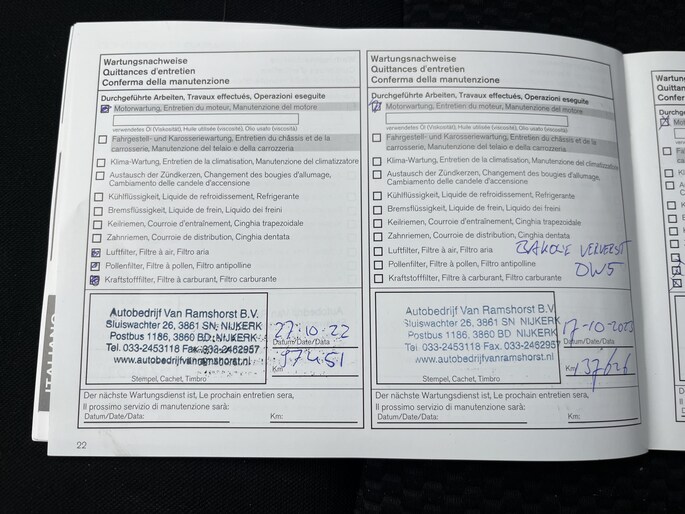 Wartungsnachweise
Quittances d'entretien
Conferma della manutenzione
Durchgeführte Arbeiten, Travaux effectués, Operazioni eseguite
Motorwartung, Entretien du moteur, Manutenzione del motore
verwendetes Öl (Viskosität), Huile utilisée (viscosité), Olio usato (viscosità)
Fahrgestell- und Karosseriewartung, Entretien du châssis et de la
carrosserie, Manutenzione del telaio e della carrozzeria
Klima-Wartung, Entretien de la climatisation, Manutenzione del climatizzatore
Austausch der Zündkerzen, Changement des bougies d'allumage,
Cambiamento delle candele d'accensione
Kühlflüssigkeit, Liquide de refroidissement, Refrigerante
Bremsflüssigkeit, Liquide de frein, Liquido dei freini
Keilriemen, Courroie d'entraînement, Cinghia trapezoidale
Zahnriemen, Courroie de distribution, Cinghia dentata
Luftfilter, Filtre à air, Filtro aria
Pollenfilter, Filtre à pollen, Filtro antipolline
Kraftstofffilter, Filtre à carburant, Filtro carburante
Autobedrijf Van Ramshorst B.V.
Sluiswachter 26, 3861 SN NIJKERK
Postbus 1186, 3860 BD NIJKERK
Tel. 033-2453118 Fax. 033-2462957
www.autobedrijfvanramshorst.nl
Stempel, Cachet, Timbro
27-10-22
Datum/Date/Data
97451
Km
Der nächste Wartungsdienst ist, Le prochain entretien sera,
Il prossimo servizio di manutenzione sarà:
Datum/Date/Data:
Km:
22
Wartungsnachweise
Quittances d'entretien
Conferma della manutenzione
Durchgeführte Arbeiten, Travaux effectués, Operazioni eseguite
Motorwartung, Entretien du moteur, Manutenzione del motore
verwendetes Öl (Viskosität), Huile utilisée (viscosité), Olio usato (viscosità)
Fahrgestell- und Karosseriewartung, Entretien du châssis et de la
carrosserie, Manutenzione del telaio e della carrozzeria
Klima-Wartung, Entretien de la climatisation, Manutenzione del climatizzatore
Austausch der Zündkerzen, Changement des bougies d'allumage,
Cambiamento delle candele d'accensione
Kühlflüssigkeit, Liquide de refroidissement, Refrigerante
Bremsflüssigkeit, Liquide de frein, Liquido dei freini
Keilriemen, Courroie d'entraînement, Cinghia trapezoidale
Zahnriemen, Courroie de distribution, Cinghia dentata
Luftfilter, Filtre à air, Filtro aria
Pollenfilter, Filtre à pollen, Filtro antipolline
DW5
Kraftstofffilter, Filtre à carburant, Filtro carburante
Autobedrijf Van Ramshorst B.V.
Sluiswachter 26, 3861 SN NIJKERK
Postbus 1186, 3860 BD NIJKERK
Tel. 033-2453118 Fax. 033-2462957
www.autobedrijfvanramshorst.nl
Stempel, Cachet, Timbro
17-10-2023
Datum/Date/Data
Km 137626
Der nächste Wartungsdienst ist, Le prochain entretien sera,
Il prossimo servizio di manutenzione sarà:
Datum/Date/Data:
Km:
ITALIANO